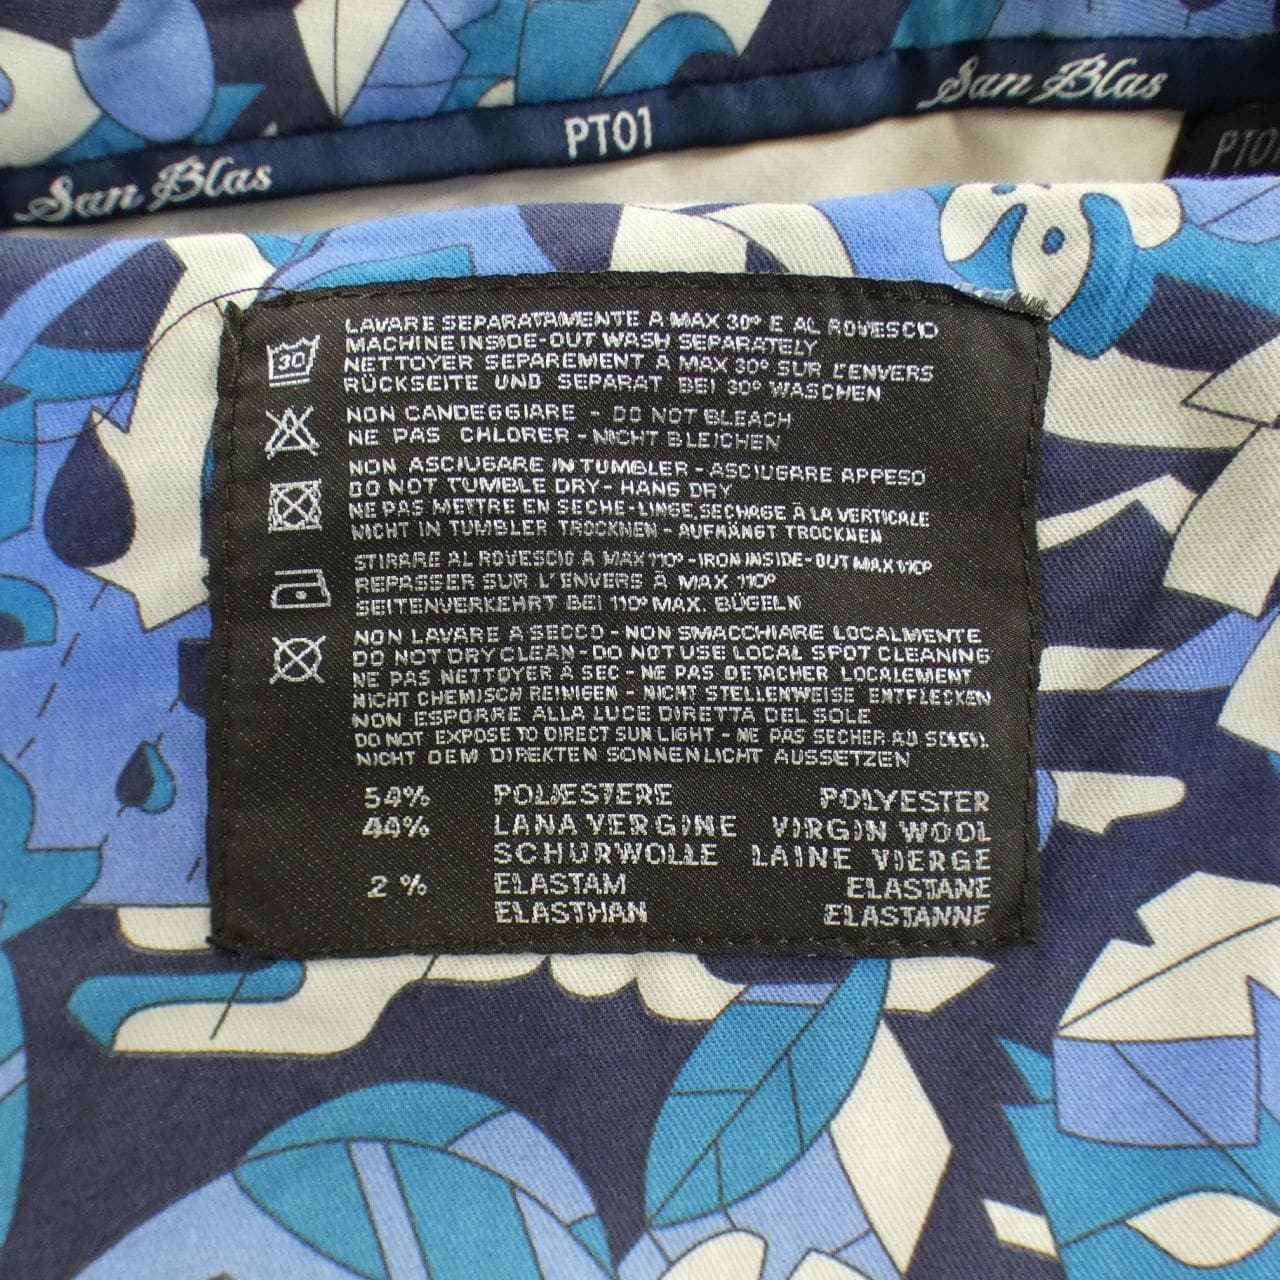 San Blas
PT01
San Blas
PT01
30
LAVARE SEPARATAMENTE A MAX 30° E AL ROVESCIO
MACHINE INSIDE-OUT WASH SEPARATELY
NETTOYER SEPAREMENT À MAX 30° SUR L'ENVERS
RÜCKSEITE UND SEPARAT BEI 30° WASCHEN
NON CANDEGGIARE - DO NOT BLEACH
NE PAS CHLORER - NICHT BLEICHEN
NON ASCIUGARE IN TUMBLER - ASCIUGARE APPESO
DO NOT TUMBLE DRY - HANG DRY
NE PAS METTRE EN SECHE-LINGE, SECHAGE À LA VERTICALE
NICHT IN TUMBLER TROCKNEN - AUFHÄNGT TROCKNEN
STIRARE AL ROVESCIO A MAX 110° - IRON INSIDE-OUT MAX 110°
REPASSER SUR L'ENVERS À MAX 110°
SEITENVERKEHRT BEI 110° MAX. BÜGELN
NON LAVARE A SECCO - NON SMACCHIARE LOCALMENTE
DO NOT DRY CLEAN - DO NOT USE LOCAL SPOT CLEANING
NE PAS NETTOYER À SEC - NE PAS DETACHER LOCALEMENT
NICHT CHEMISCH REINIGEN - NICHT STELLENWEISE ENTFLECKEN
NON ESPORRE ALLA LUCE DIRETTA DEL SOLE
DO NOT EXPOSE TO DIRECT SUN LIGHT - NE PAS SECHER AU SOLEIL
NICHT DEM DIREKTEN SONNENLICHT AUSSETZEN
54% POLIESTERE POLYESTER
44% LANA VERGINE VIRGIN WOOL
SCHURWOLLE LAINE VIERGE
2 % ELASTAM ELASTANE
ELASTHAN ELASTANNE